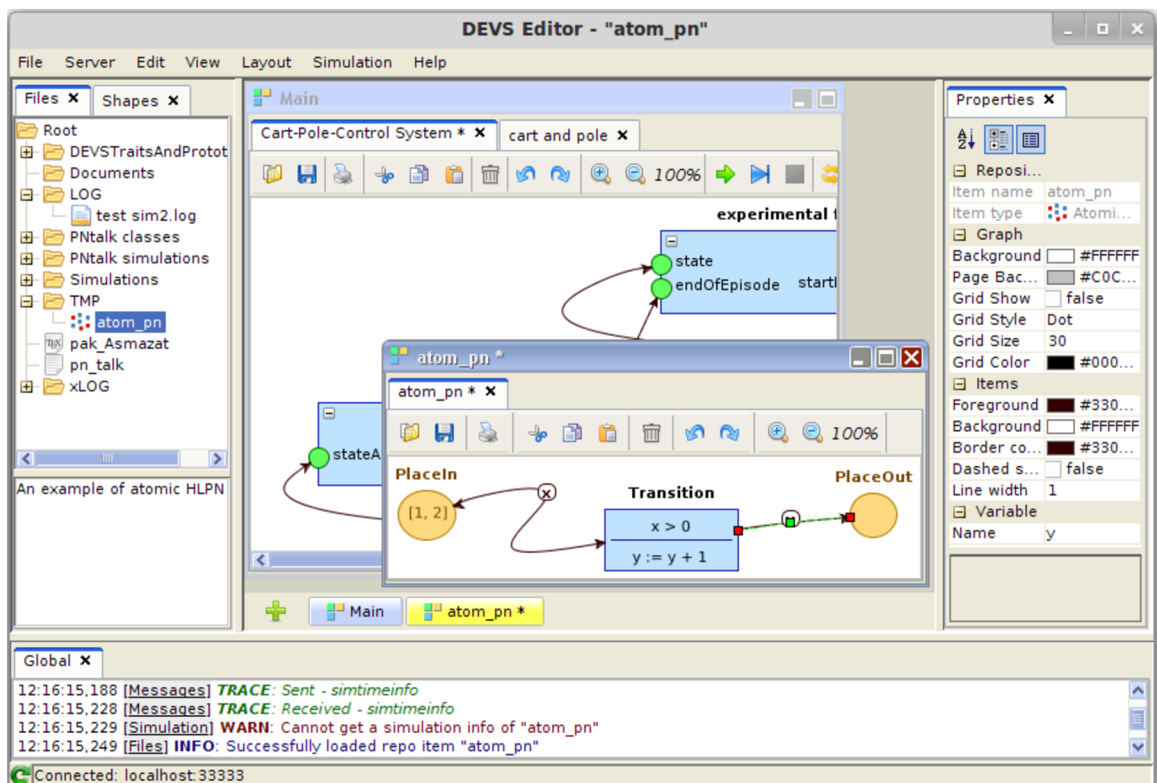 DEVS Editor - "atom_pn"
File Server Edit View Layout Simulation Help
Files Shapes
Root
DEVSTraitsAndPrototyp
Documents
LOG
test sim2.log
PNtalk classes
PNtalk simulations
Simulations
TMP
atom_pn
pak_Asmazat
pn_talk
xLOG
An example of atomic HLPN
Main
Cart-Pole-Control System * cart and pole
100%
experimental f
state
endOfEpisode startI
stateA
atom_pn *
atom_pn *
100%
PlaceIn
[1, 2]
x
Transition
x > 0
y := y + 1
PlaceOut
Main atom_pn *
Properties
Reposi...
Item name atom_pn
Item type Atomi...
Graph
Background #FFFFFF
Page Bac... #C0C...
Grid Show false
Grid Style Dot
Grid Size 30
Grid Color #000...
Items
Foreground #330...
Background #FFFFFF
Border co... #330...
Dashed s... false
Line width 1
Variable
Name y
Global
12:16:15,188 [Messages] TRACE: Sent - simtimeinfo
12:16:15,228 [Messages] TRACE: Received - simtimeinfo
12:16:15,229 [Simulation] WARN: Cannot get a simulation info of "atom_pn"
12:16:15,249 [Files] INFO: Successfully loaded repo item "atom_pn"
Connected: localhost:33333